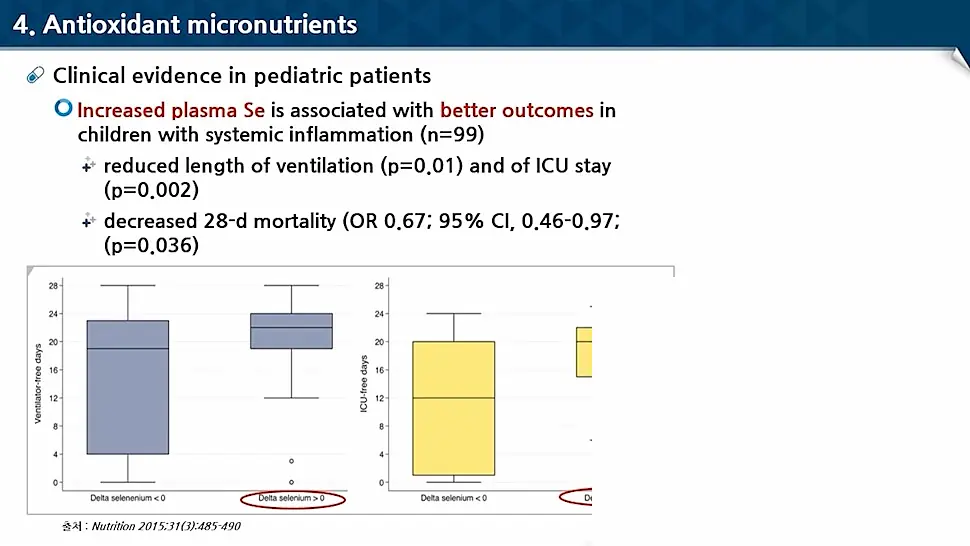 4. Antioxidant micronutrients
Clinical evidence in pediatric patients
Increased plasma Se is associated with better outcomes in
children with systemic inflammation (n=99)
reduced length of ventilation (p=0.01) and of ICU stay
(p=0.002)
decreased 28-d mortality (OR 0.67; 95% CI, 0.46-0.97;
(p=0.036)
28
24
20
16
12
8
4
0
Ventilator-free days
Delta selenenium < 0
Delta selenium > 0
28
24
20
16
12
8
4
0
ICU-free days
Delta selenium < 0
De
출처 : Nutrition 2015;31(3):485-490